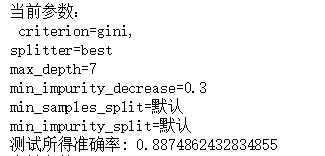 当前参数：
criterion=gini,
splitter=best
max_depth=7
min_impurity_decrease=0.3
min_samples_split=默认
min_impurity_split=默认
测试所得准确率: 0.8874862432834855